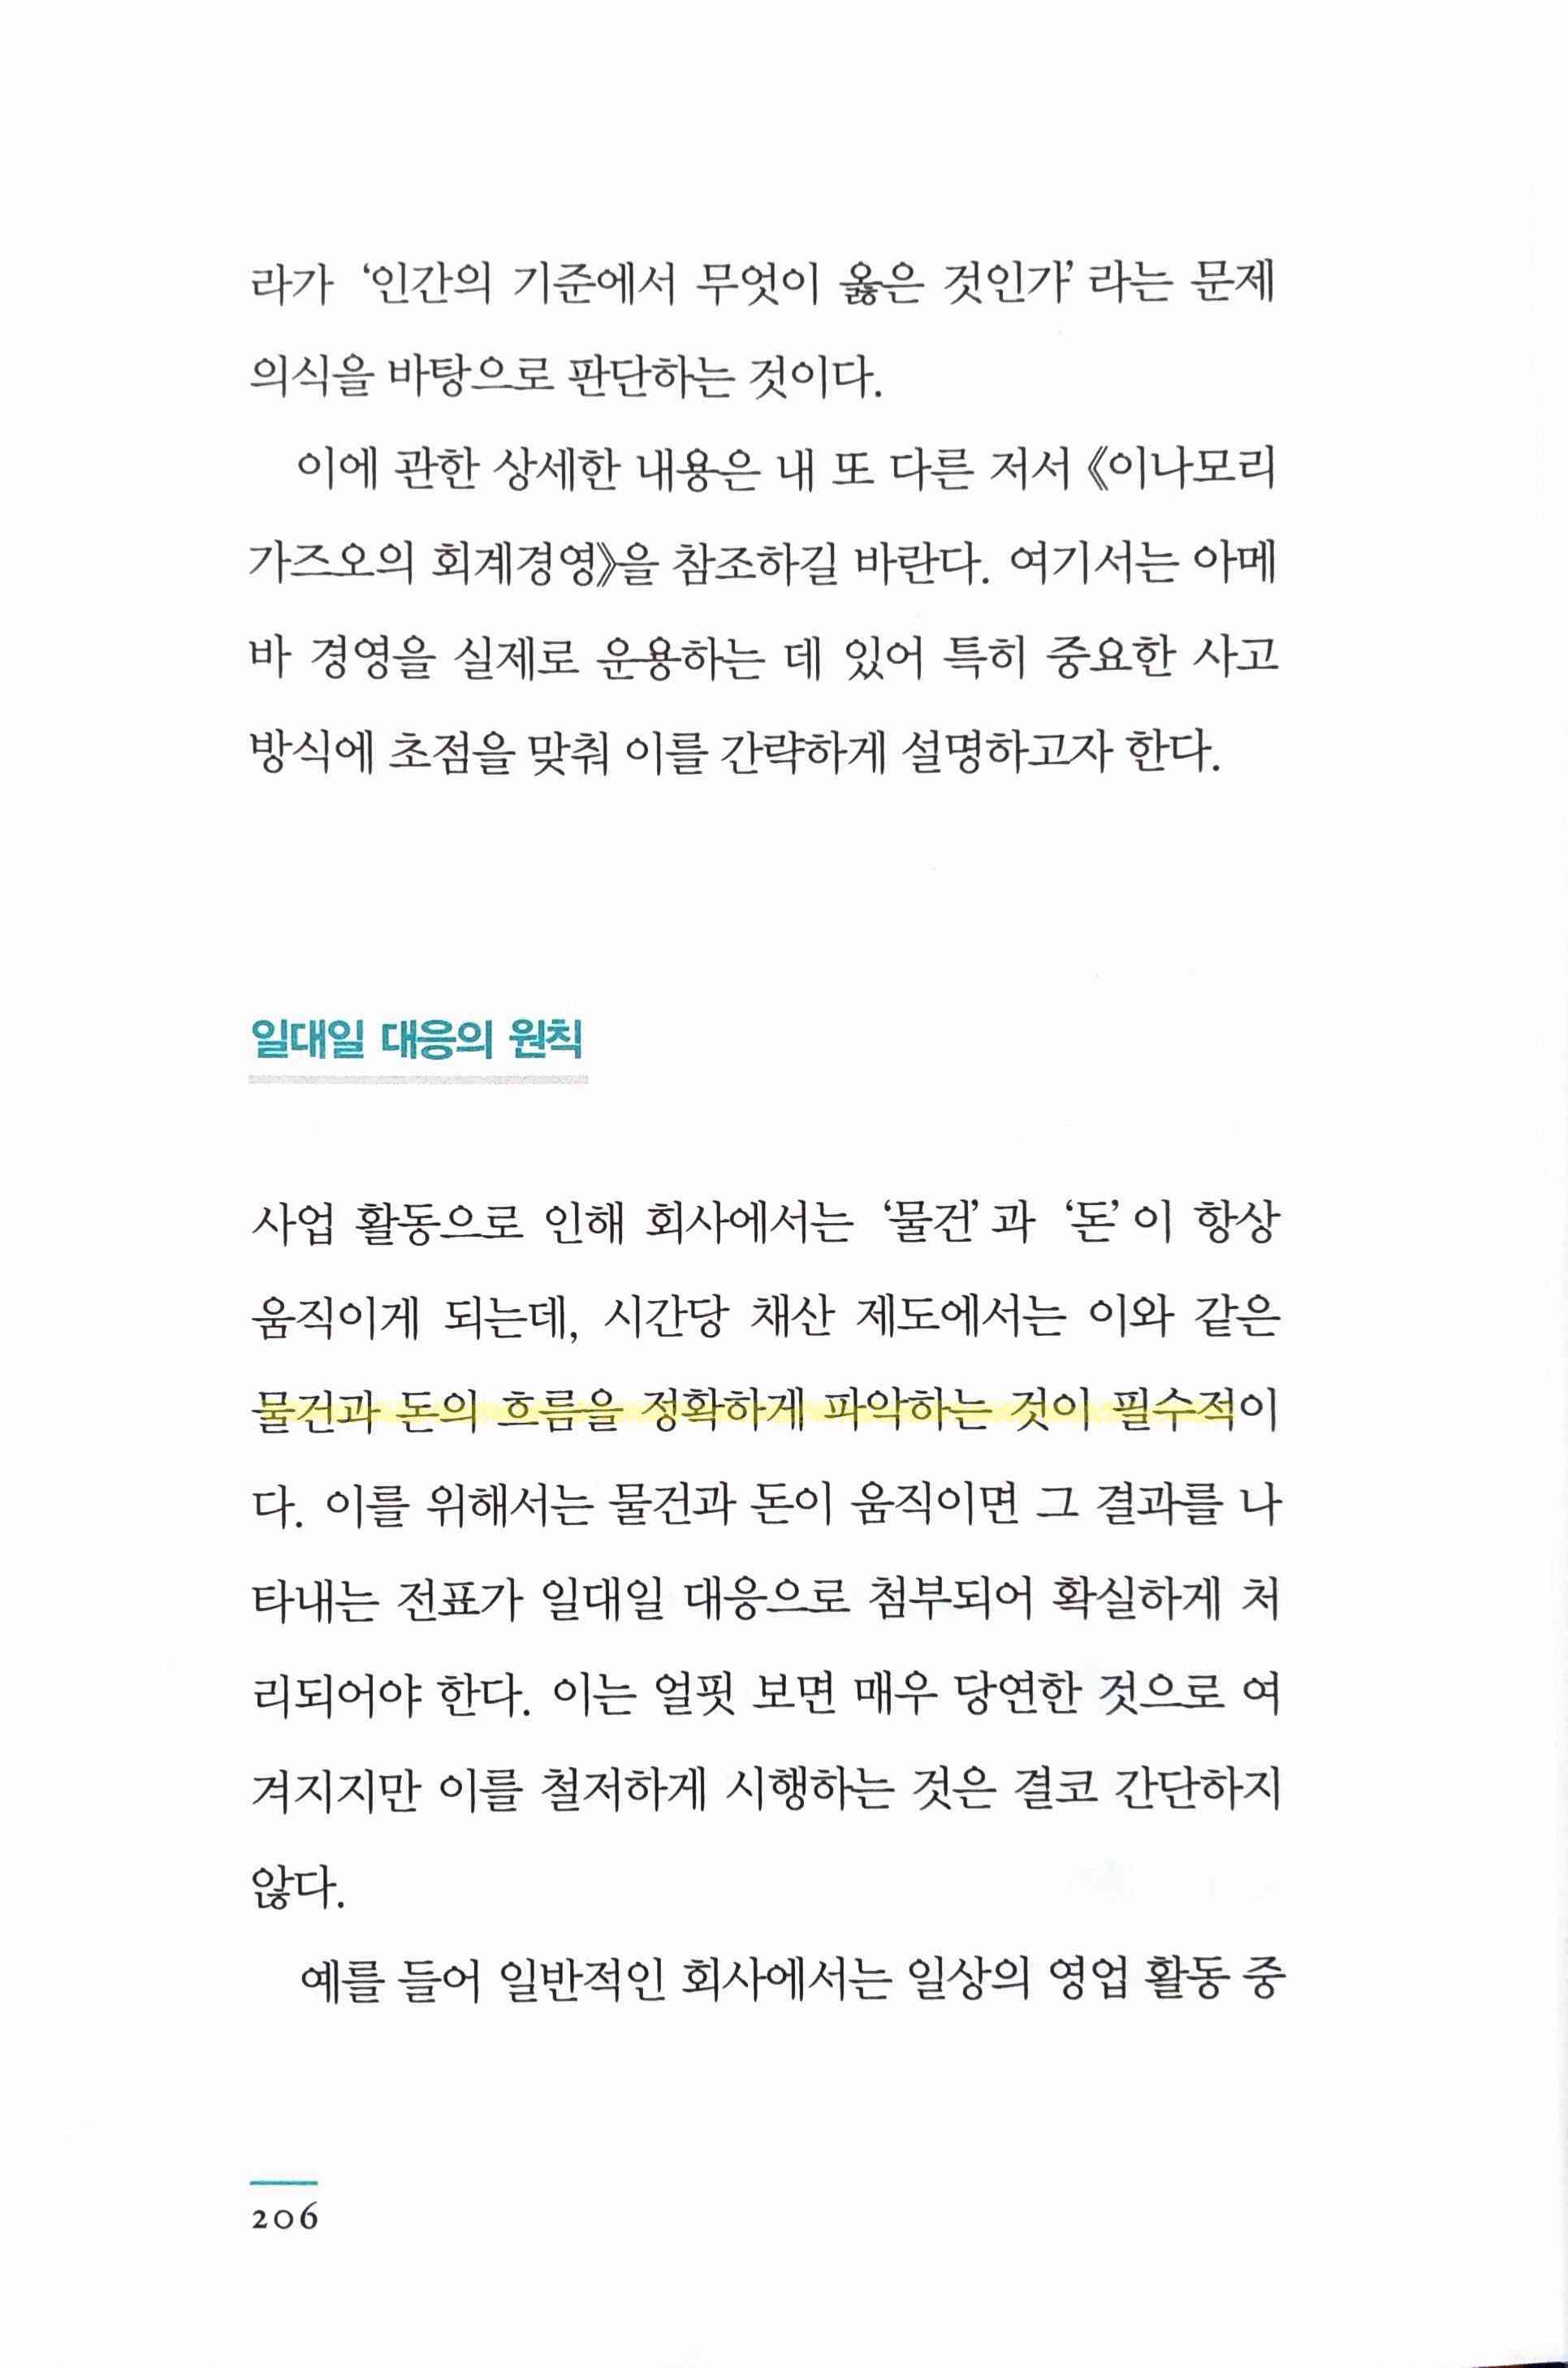 라가 ‘인간의 기준에서 무엇이 옳은 것인가’ 라는 문제
의식을 바탕으로 판단하는 것이다.
이에 관한 상세한 내용은 내 또 다른 저서 《이나모리
가즈오의 회계경영》을 참조하길 바란다. 여기서는 아메
바 경영을 실제로 운용하는 데 있어 특히 중요한 사고
방식에 초점을 맞춰 이를 간략하게 설명하고자 한다.
일대일 대응의 원칙
사업 활동으로 인해 회사에서는 ‘물건’ 과 ‘돈’ 이 항상
움직이게 되는데, 시간당 채산 제도에서는 이와 같은
물건과 돈의 흐름을 정확하게 파악하는 것이 필수적이
다. 이를 위해서는 물건과 돈이 움직이면 그 결과를 나
타내는 전표가 일대일 대응으로 첨부되어 확실하게 처
리되어야 한다. 이는 얼핏 보면 매우 당연한 것으로 여
겨지지만 이를 철저하게 시행하는 것은 결코 간단하지
않다.
예를 들어 일반적인 회사에서는 일상의 영업 활동 중
206